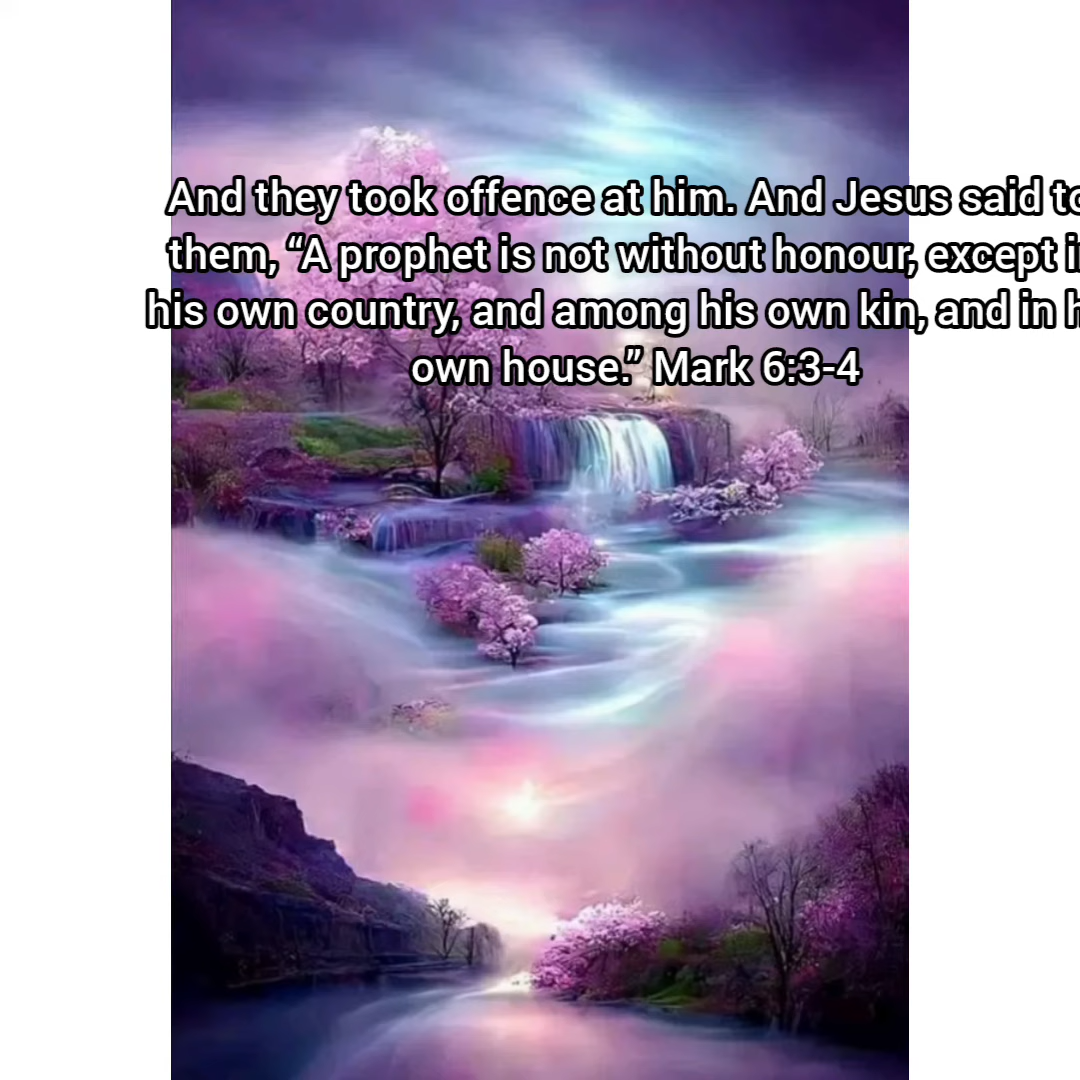 And they took offence at him. And Jesus said to
them, “A prophet is not without honour, except in
his own country, and among his own kin, and in h
own house.” Mark 6:3-4